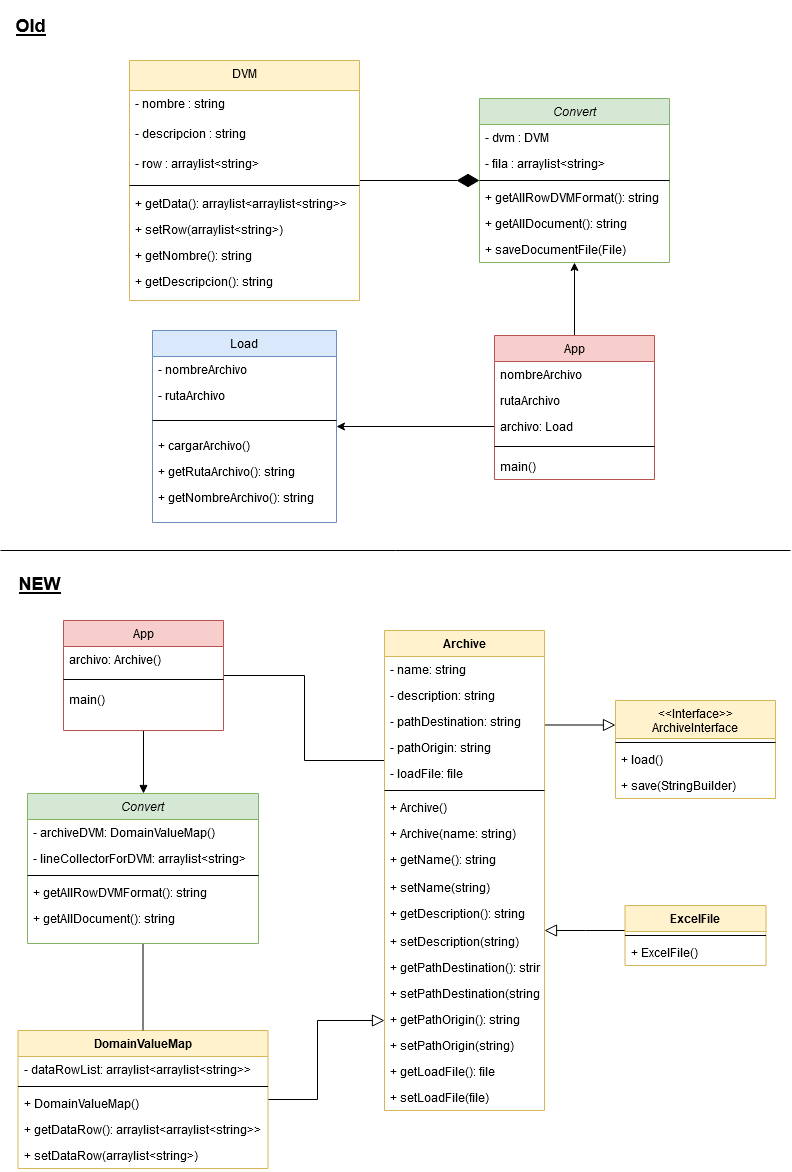 Old
DVM
- nombre : string
- descripcion : string
- row : arraylist<string>
+ getData(): arraylist<arraylist<string>>
+ setRow(arraylist<string>)
+ getNombre(): string
+ getDescripcion(): string
Convert
- dvm : DVM
- fila : arraylist<string>
+ getAllRowDVMFormat(): string
+ getAllDocument(): string
+ saveDocumentFile(File)
Load
- nombreArchivo
- rutaArchivo
+ cargarArchivo()
+ getRutaArchivo(): string
+ getNombreArchivo(): string
App
nombreArchivo
rutaArchivo
archivo: Load
main()
NEW
App
archivo: Archive()
main()
Convert
- archiveDVM: DomainValueMap()
- lineCollectorForDVM: arraylist<string>
+ getAllRowDVMFormat(): string
+ getAllDocument(): string
DomainValueMap
- dataRowList: arraylist<arraylist<string>>
+ DomainValueMap()
+ getDataRow(): arraylist<arraylist<string>>
+ setDataRow(arraylist<string>)
Archive
- name: string
- description: string
- pathDestination: string
- pathOrigin: string
- loadFile: file
+ Archive()
+ Archive(name: string)
+ getName(): string
+ setName(string)
+ getDescription(): string
+ setDescription(string)
+ getPathDestination(): strir
+ setPathDestination(string
+ getPathOrigin(): string
+ setPathOrigin(string)
+ getLoadFile(): file
+ setLoadFile(file)
<<Interface>>
ArchiveInterface
+ load()
+ save(StringBuilder)
ExcelFile
+ ExcelFile()